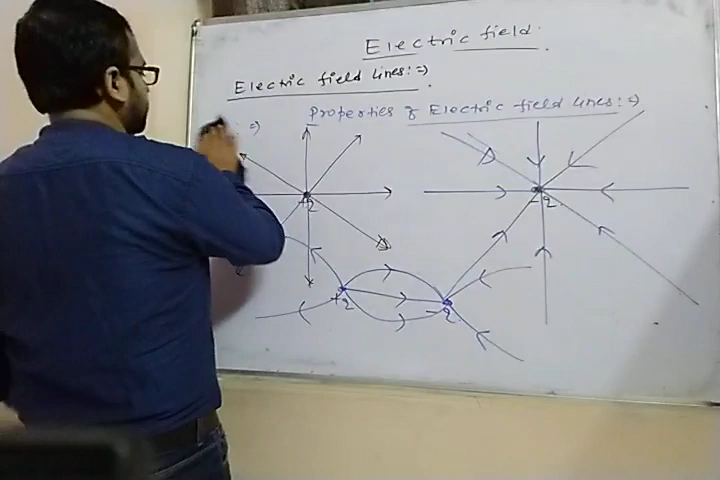 Electric field.
Electric field lines:⇒
Properties of Electric field lines:⇒
⇒
+q
-q
+q
-q